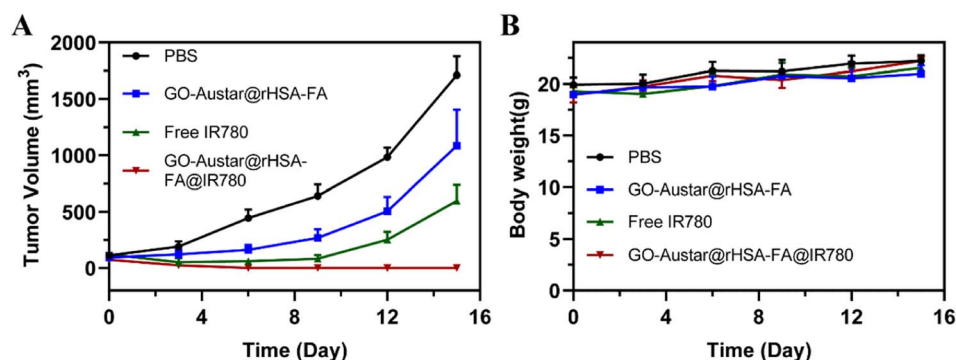 A
Tumor Volume (mm³)
2000
1500
1000
500
0
PBS
GO-Austar@rHSA-FA
Free IR780
GO-Austar@rHSA-
FA@IR780
0 4 8 12 16
Time (Day)
B
Body weight(g)
20
15
10
5
0
PBS
GO-Austar@rHSA-FA
Free IR780
GO-Austar@rHSA-FA@IR780
0 4 8 12 16
Time (Day)